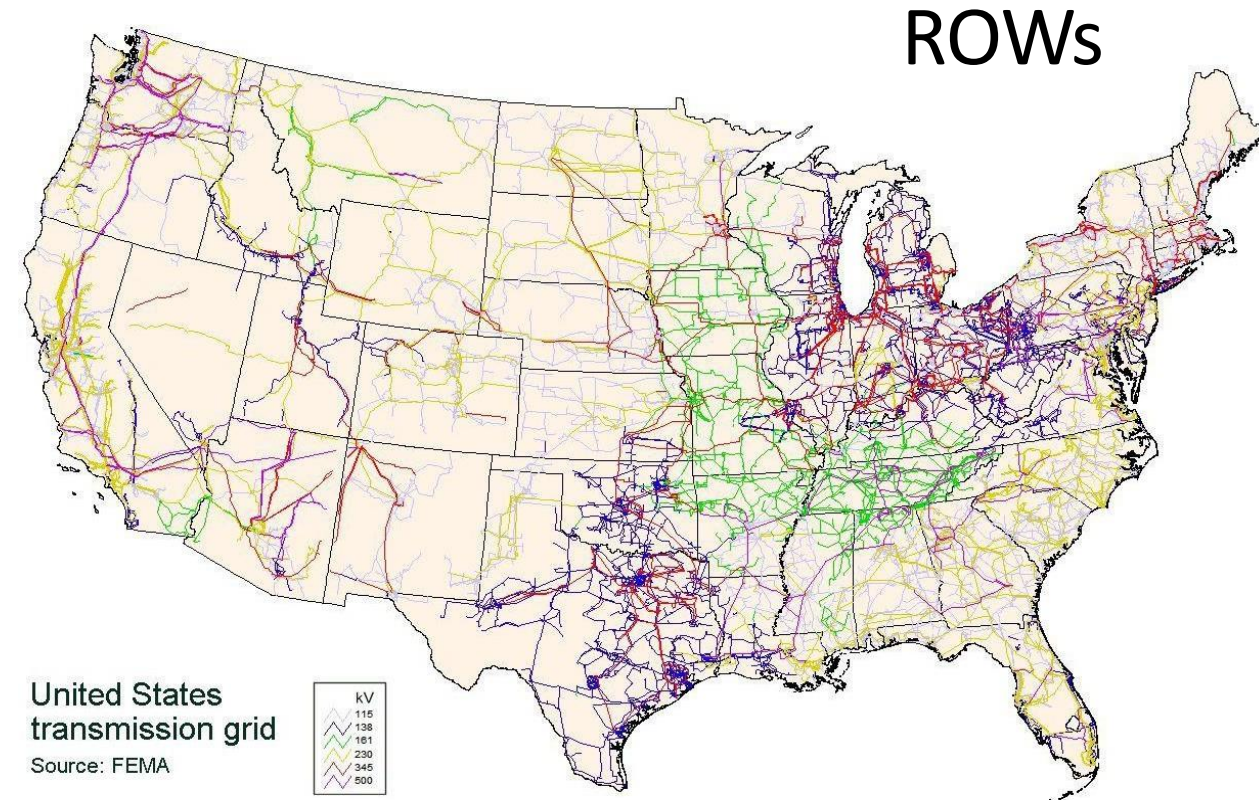 ROWs
United States
transmission grid
Source: FEMA
kV
115
138
161
230
345
500